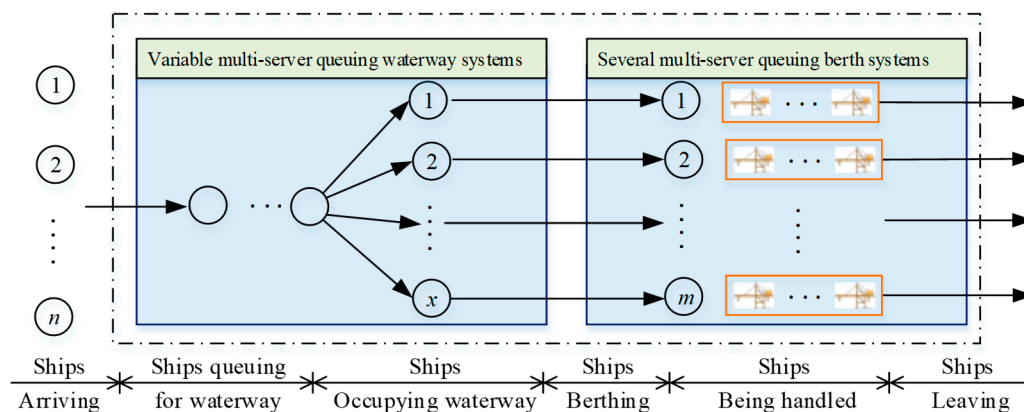 Variable multi-server queuing waterway systems
Several multi-server queuing berth systems
1
2
n
1
2
x
1
2
m
Ships Arriving
Ships queuing for waterway
Ships Occupying waterway
Ships Berthing
Ships Being handled
Ships Leaving